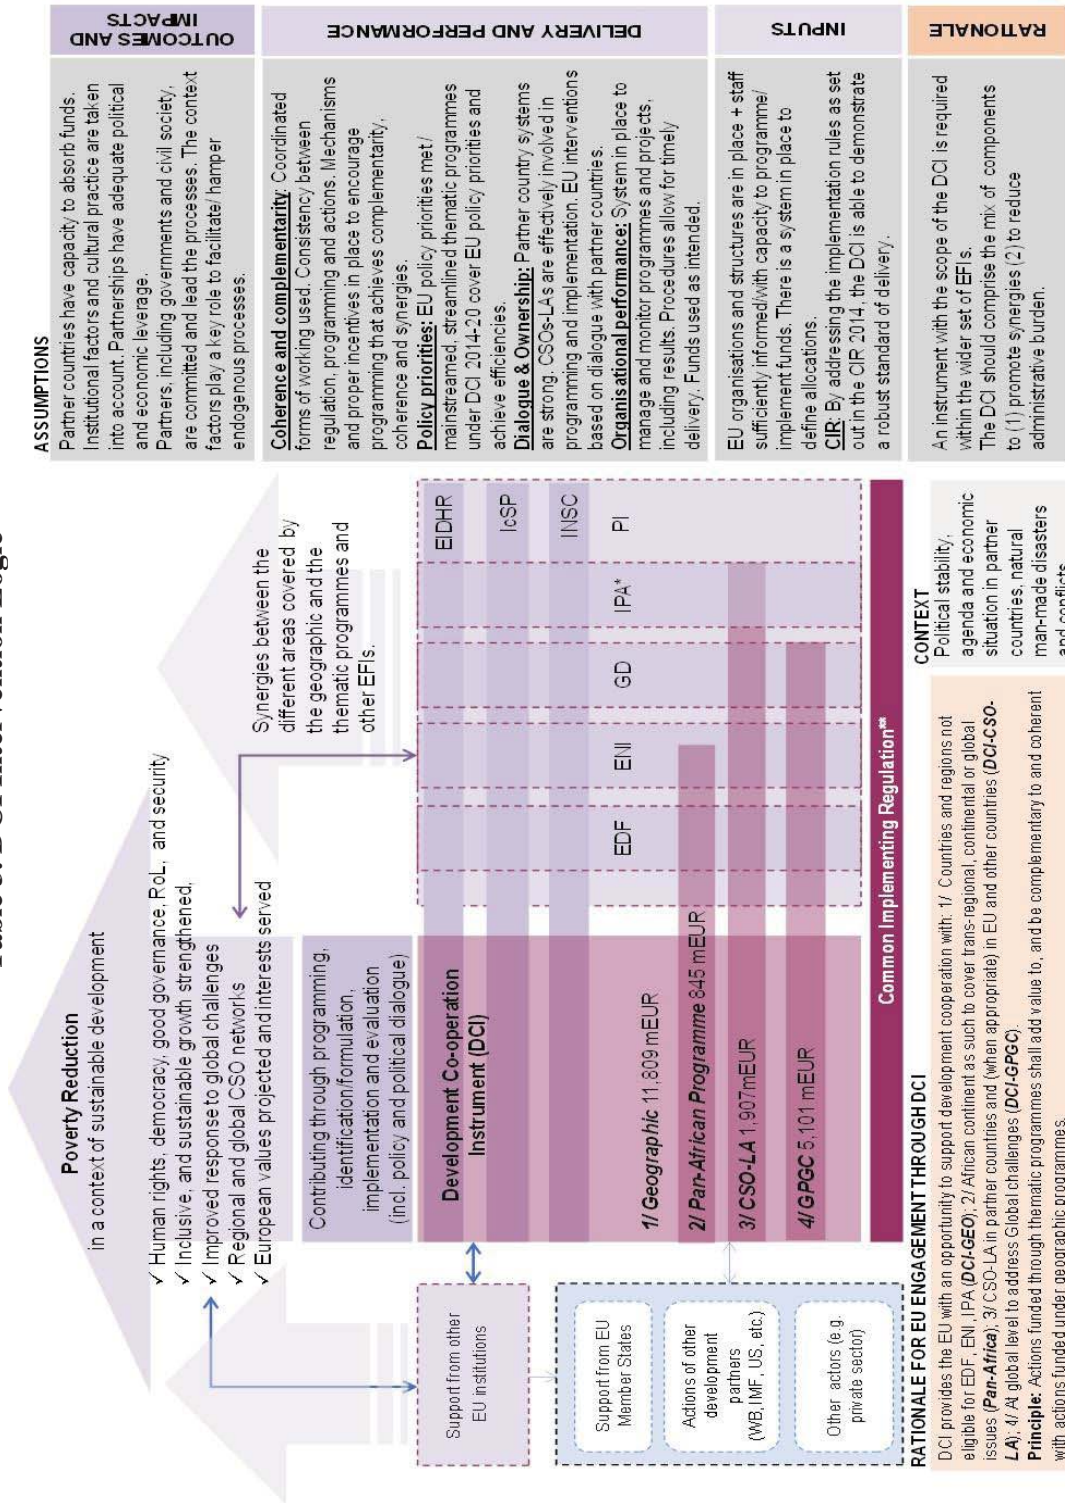 Table 3: DCI Intervention Logic
Poverty Reduction
in a context of sustainable development
✓ Human rights, democracy, good governance, RoL, and security
✓ Inclusive, and sustainable growth strengthened,
✓ Improved response to global challenges
✓ Regional and global CSO networks
✓ European values projected and interests served
Synergies between the
different areas covered by
the geographic and the
thematic programmes and
other EFIs.
Contributing through programming,
identification/formulation,
implementation and evaluation
(incl. policy and political dialogue)
Support from other
EU institutions
Support from EU
Member States
Actions of other
development
partners
(WB, IMF, US, etc.)
Other actors (e.g.
private sector)
Development Co-operation
Instrument (DCI)
1/ Geographic 11,809 mEUR
2/ Pan-African Programme 845 mEUR
3/ CSO-LA 1,907mEUR
4/ GPGC 5,101 mEUR
EIDHR
IcSP
INSC
EDF
ENI
GD
IPA*
PI
Common Implementing Regulation**
RATIONALE FOR EU ENGAGEMENT THROUGH DCI
DCI provides the EU with an opportunity to support development cooperation with: 1/ Countries and regions not
eligible for EDF, ENI, IPA (DCI-GEO); 2/ African continent as such to cover trans-regional, continental or global
issues (Pan-Africa); 3/ CSO-LA in partner countries and (when appropriate) in EU and other countries (DCI-CSO-
LA); 4/ At global level to address Global challenges (DCI-GPGC).
Principle: Actions funded through thematic programmes shall add value to, and be complementary to and coherent
with actions funded under geographic programmes.
CONTEXT
Political stability,
agenda and economic
situation in partner
countries, natural
man-made disasters
and conflicts
ASSUMPTIONS
Partner countries have capacity to absorb funds.
Institutional factors and cultural practice are taken
into account. Partnerships have adequate political
and economic leverage.
Partners, including governments and civil society,
are committed and lead the processes. The context
factors play a key role to facilitate/ hamper
endogenous processes.
OUTCOMES AND
IMPACTS
Coherence and complementarity: Coordinated
forms of working used. Consistency between
regulation, programming and actions. Mechanisms
and proper incentives in place to encourage
programming that achieves complementarity,
coherence and synergies.
Policy priorities: EU policy priorities met /
mainstreamed, streamlined thematic programmes
under DCI 2014-20 cover EU policy priorities and
achieve efficiencies.
Dialogue & Ownership: Partner country systems
are strong. CSOs-LAs are effectively involved in
programming and implementation. EU interventions
based on dialogue with partner countries.
Organisational performance: System in place to
manage and monitor programmes and projects,
including results. Procedures allow for timely
delivery. Funds used as intended.
DELIVERY AND PERFORMANCE
EU organisations and structures are in place + staff
sufficiently informed/with capacity to programme/
implement funds. There is a system in place to
define allocations.
CIR: By addressing the implementation rules as set
out in the CIR 2014, the DCI is able to demonstrate
a robust standard of delivery.
INPUTS
An instrument with the scope of the DCI is required
within the wider set of EFIs.
The DCI should comprise the mix of components
to (1) promote synergies (2) to reduce
administrative burden.
RATIONALE